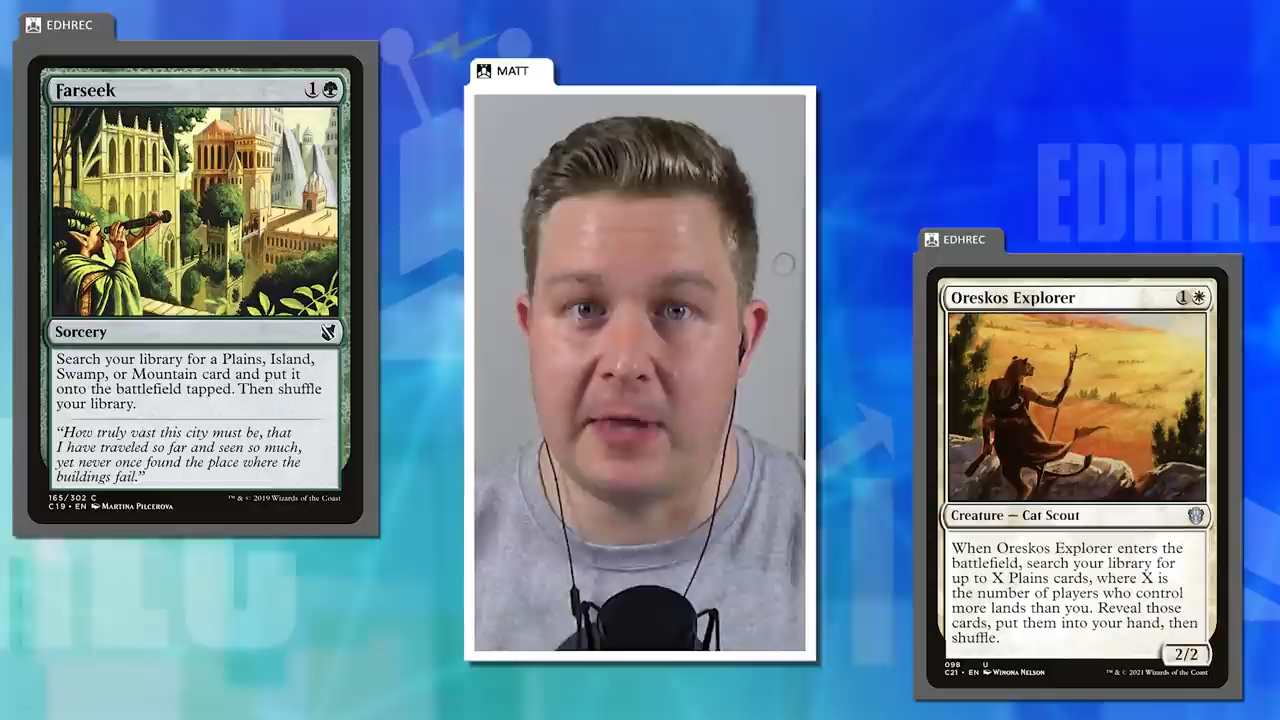 EDHREC
Farseek 1
Sorcery
Search your library for a Plains, Island,
Swamp, or Mountain card and put it
onto the battlefield tapped. Then shuffle
your library.
“How truly vast this city must be, that
I have traveled so far and seen so much,
yet never once found the place where the
buildings fail.”
165/302 C
C19 • EN MARTINA PILCEROVA
™ & © 2019 Wizards of the Coast
MATT
EDHREC
EDHREC
Oreskos Explorer 1
Creature — Cat Scout
When Oreskos Explorer enters the
battlefield, search your library for
up to X Plains cards, where X is
the number of players who control
more lands than you. Reveal those
cards, put them into your hand, then
shuffle.
2/2
098 U
C21 • EN WINONA NELSON
™ & © 2021 Wizards of the Coast